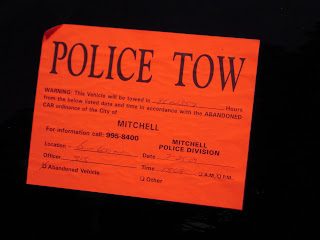 POLICE TOW
WARNING: This Vehicle will be towed in Hours
from the below listed date and time in accordance with the ABANDONED
CAR ordinance of the City of
MITCHELL
For information call: 995-8400
MITCHELL
POLICE DIVISION
Location
Date
Officer
Time A.M. P.M.
Abandoned Vehicle
Other